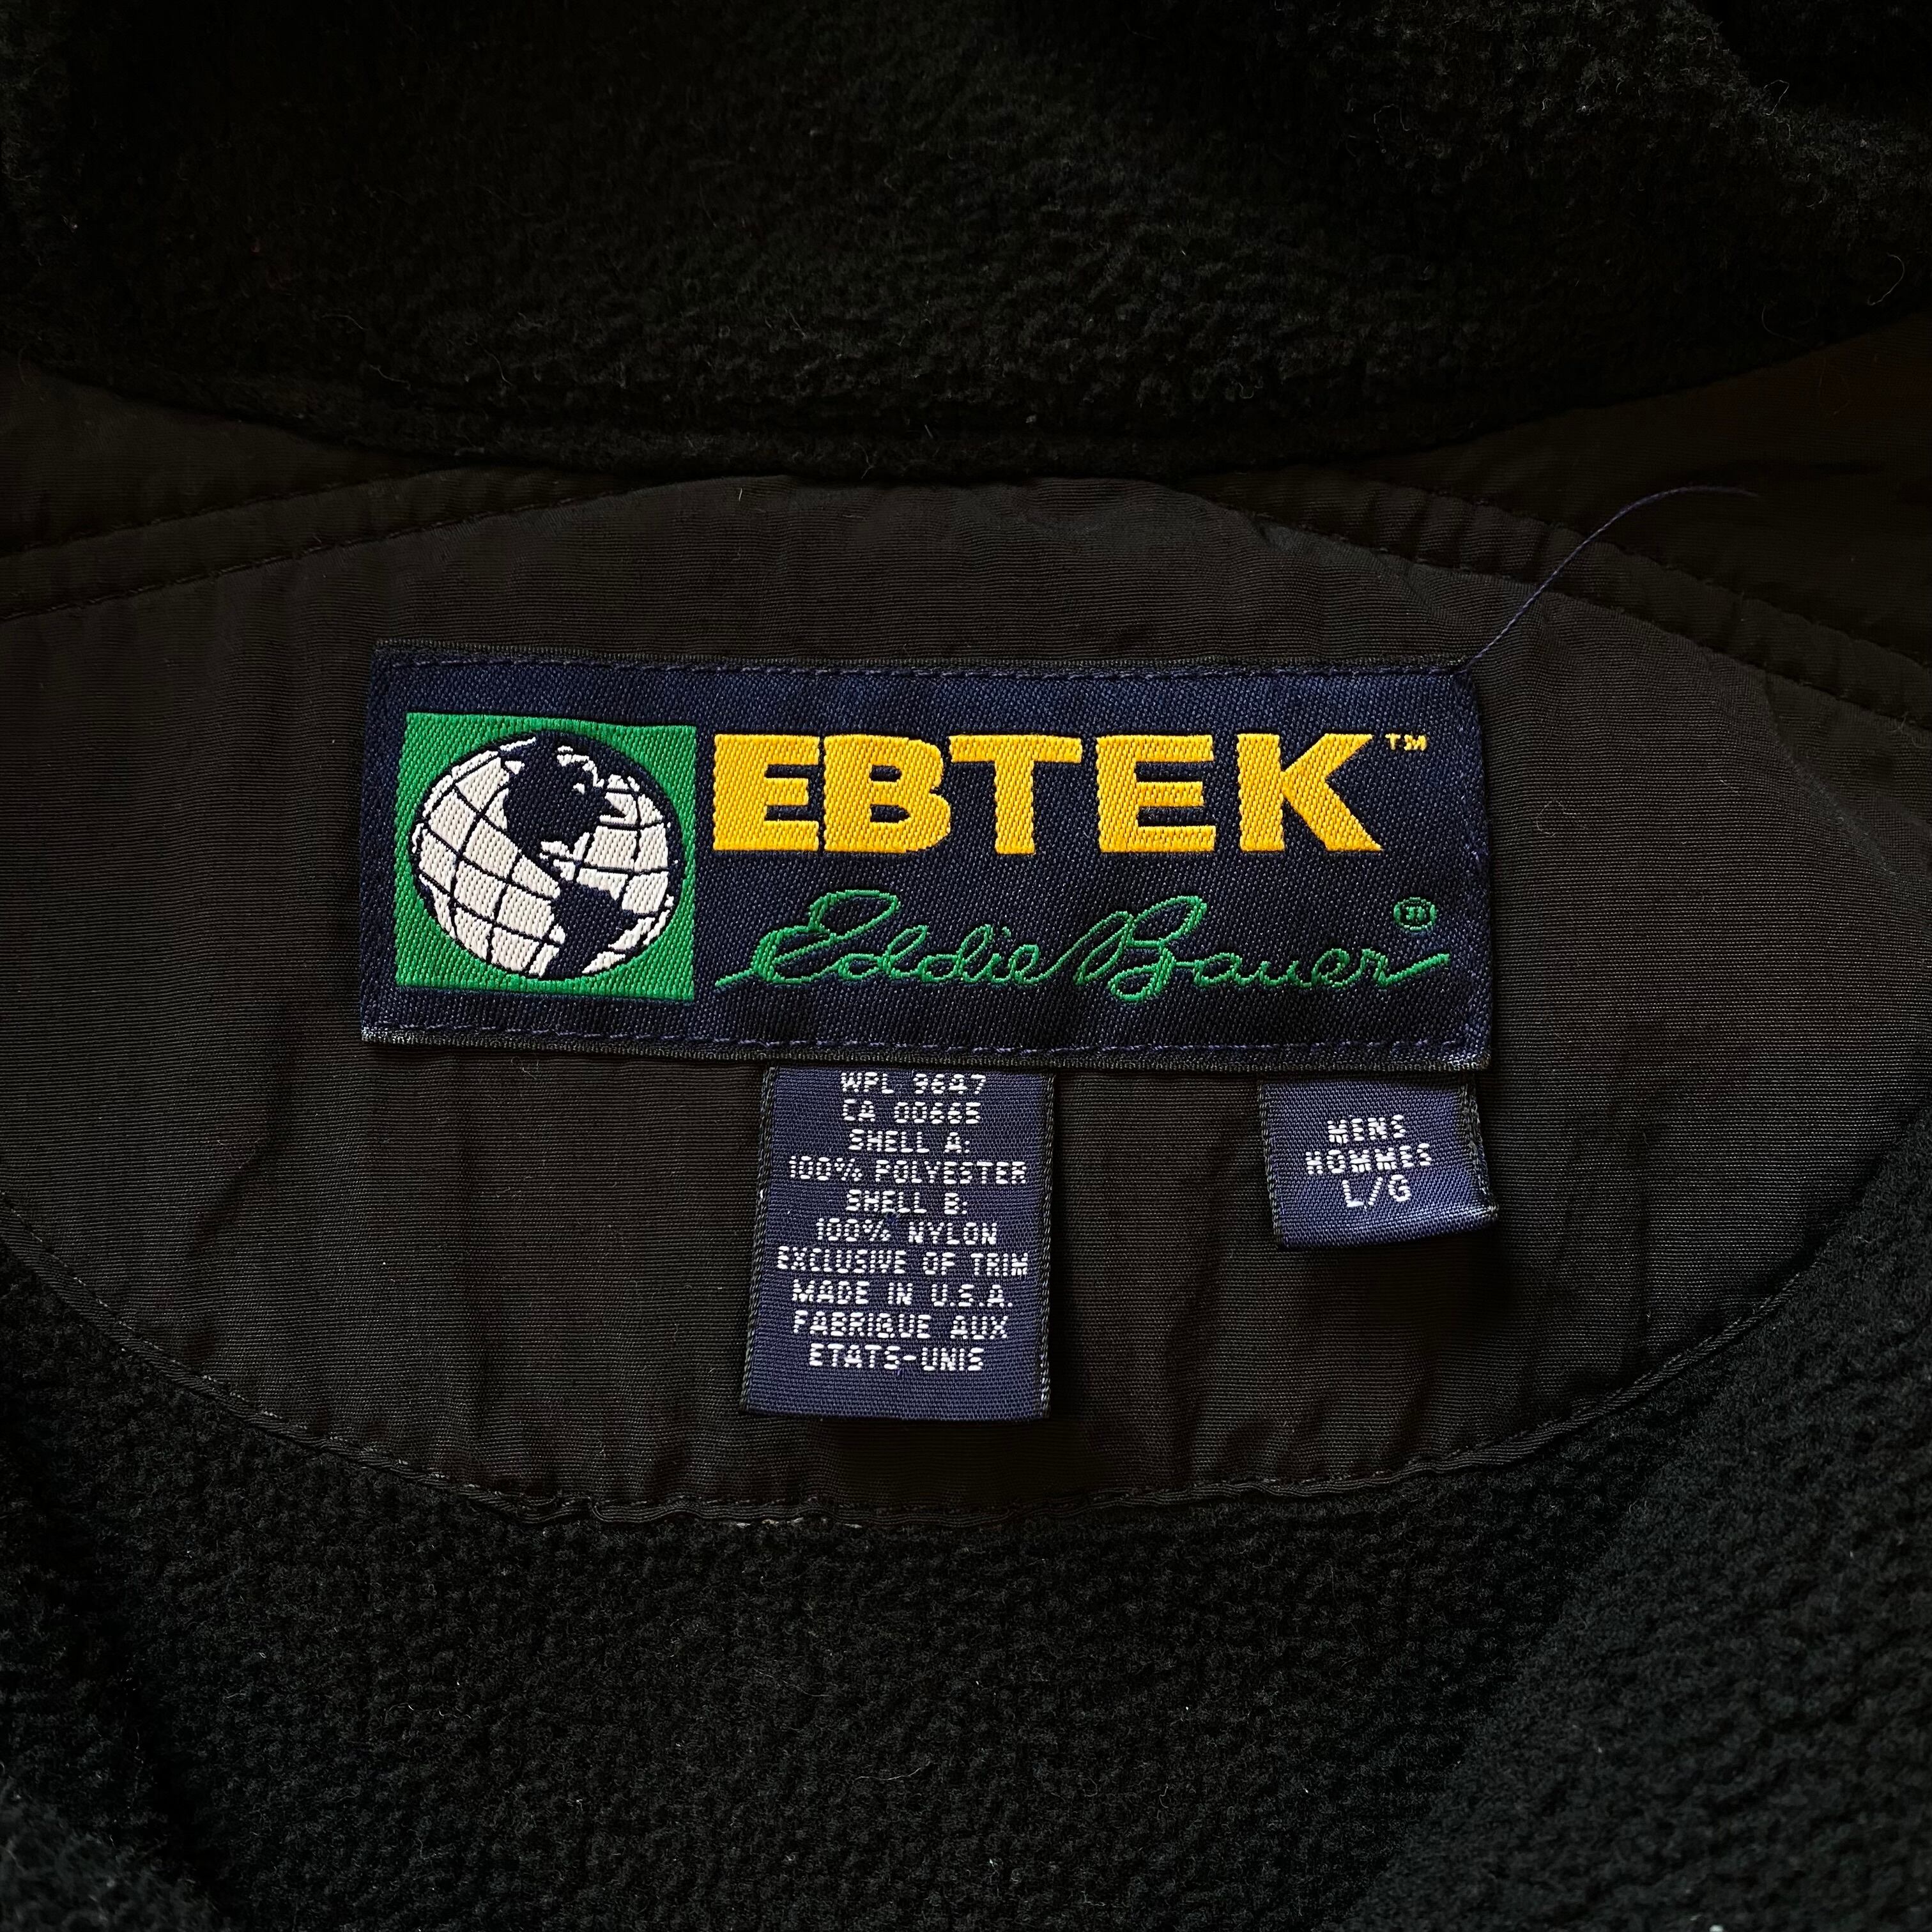 EBTEK™
Eddie Bauer®
WPL 9647
CA 00665
SHELL A:
100% POLYESTER
SHELL B:
100% NYLON
EXCLUSIVE OF TRIM
MADE IN U.S.A.
FABRIQUE AUX
ETATS-UNIS
MENS
HOMMES
L/G